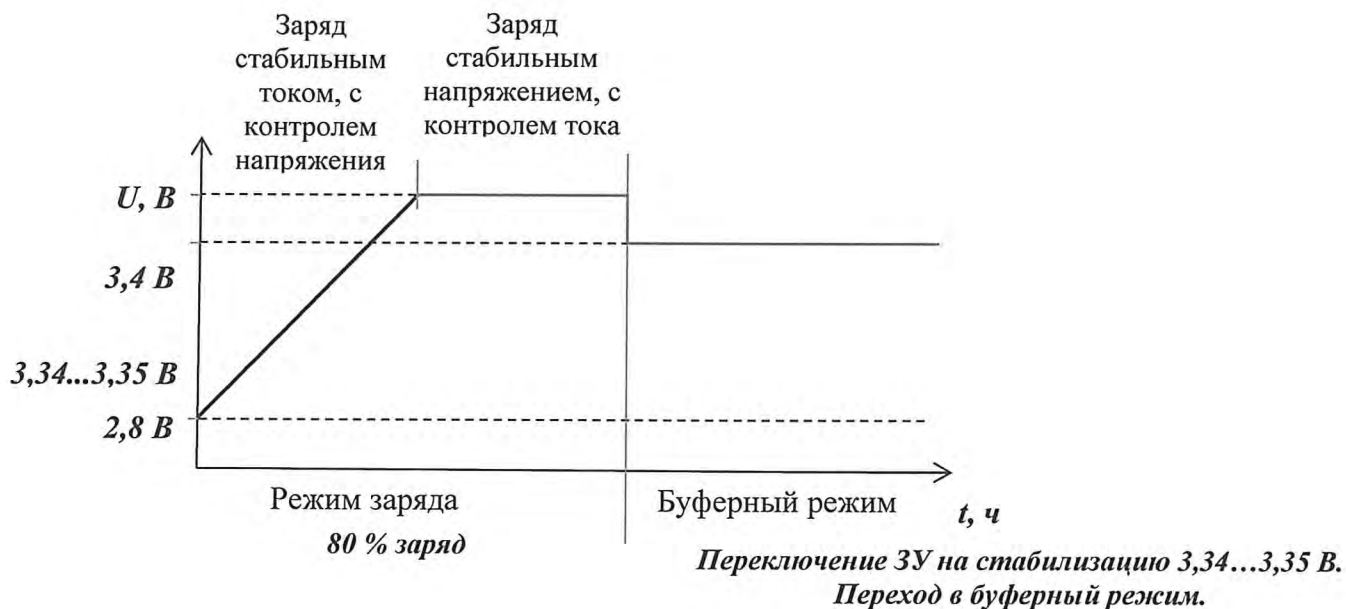 Заряд
стабильным
током, с
контролем
напряжения
Заряд
стабильным
напряжением, с
контролем тока
U, В
3,4 В
3,34...3,35 В
2,8 В
Режим заряда
80 % заряд
Буферный режим
t, ч
Переключение ЗУ на стабилизацию 3,34…3,35 В.
Переход в буферный режим.